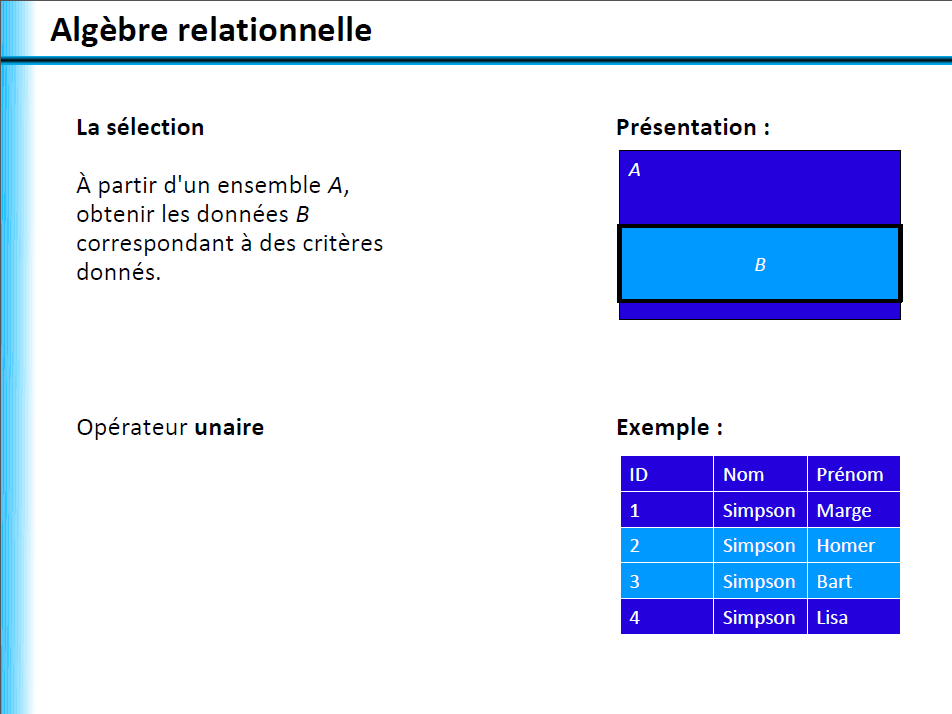 Algèbre relationnelle
La sélection
À partir d'un ensemble A,
obtenir les données B
correspondant à des critères
donnés.
Opérateur unaire
Présentation :
A
B
Exemple :
ID Nom Prénom
1 Simpson Marge
2 Simpson Homer
3 Simpson Bart
4 Simpson Lisa